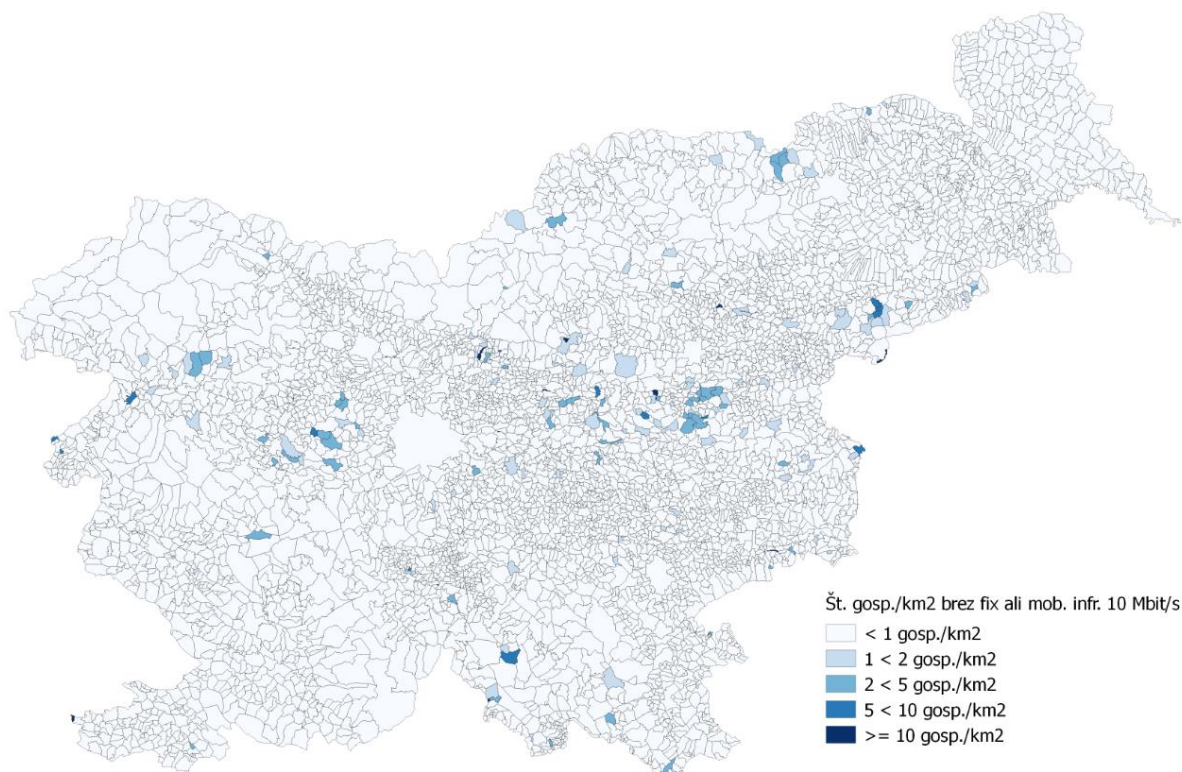 Št. gosp./km2 brez fix ali mob. infr. 10 Mbit/s
< 1 gosp./km2
1 < 2 gosp./km2
2 < 5 gosp./km2
5 < 10 gosp./km2
>= 10 gosp./km2